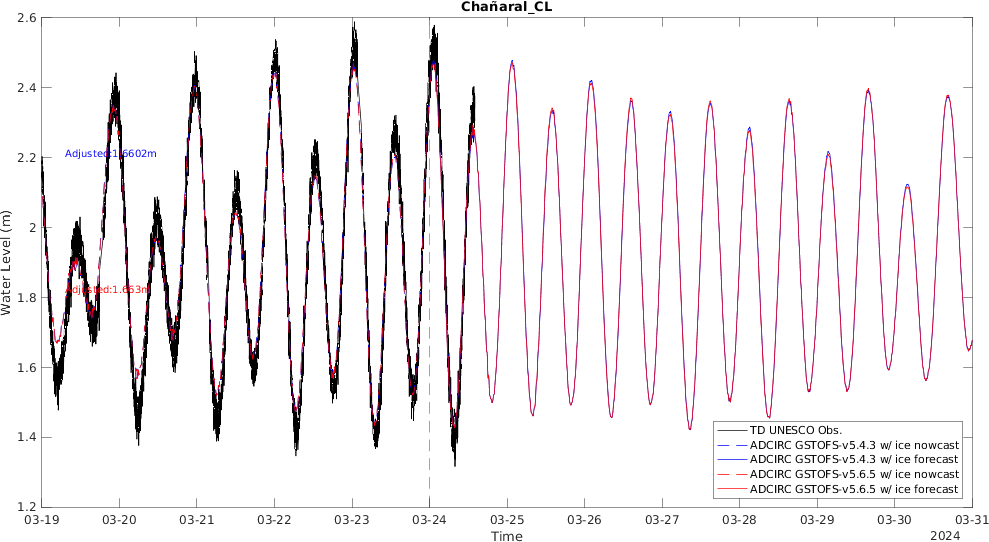 Chañaral_CL
2.6
2.4
2.2
2
1.8
1.6
1.4
1.2
Water Level (m)
Adjusted:1.6602m
Adjusted:1.653m
TD UNESCO Obs.
ADCIRC GSTOFS-v5.4.3 w/ ice nowcast
ADCIRC GSTOFS-v5.4.3 w/ ice forecast
ADCIRC GSTOFS-v5.6.5 w/ ice nowcast
ADCIRC GSTOFS-v5.6.5 w/ ice forecast
03-19 03-20 03-21 03-22 03-23 03-24 03-25 03-26 03-27 03-28 03-29 03-30 03-31
Time
2024